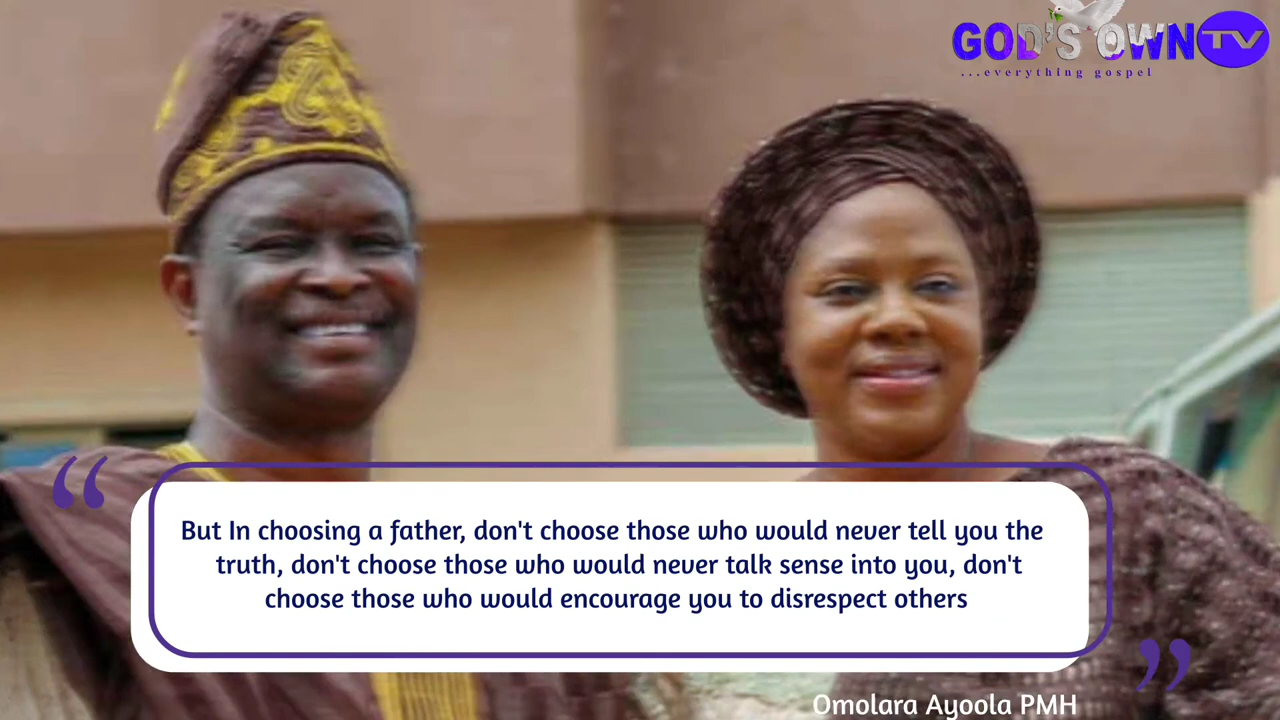 GOD'S OWN TV
...everything gospel
“
But In choosing a father, don't choose those who would never tell you the
truth, don't choose those who would never talk sense into you, don't
choose those who would encourage you to disrespect others
”
Omolara Ayoola PMH